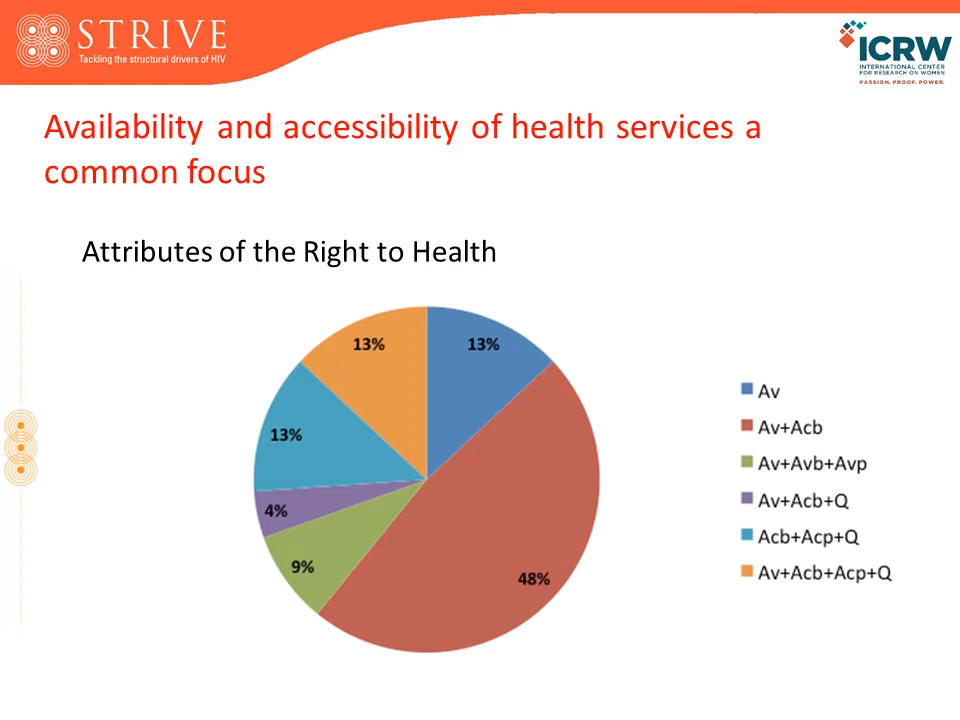 STRIVE
Tackling the structural drivers of HIV
ICRW
INTERNATIONAL CENTER
FOR RESEARCH ON WOMEN
PASSION. PROOF. POWER.
Availability and accessibility of health services a
common focus
Attributes of the Right to Health
13%
13%
13%
4%
9%
48%
Av
Av+Acb
Av+Avb+Avp
Av+Acb+Q
Acb+Acp+Q
Av+Acb+Acp+Q